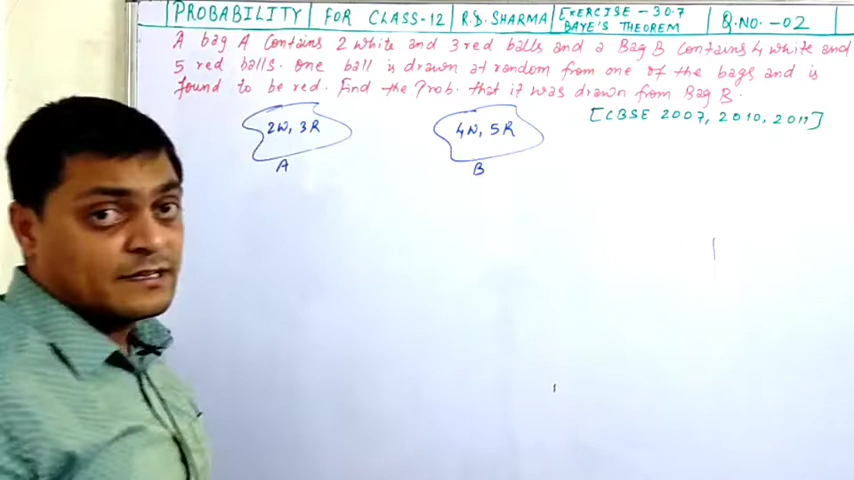 PROBABILITY FOR CLASS-12 R.D. SHARMA EXERCISE - 30.7 Q.NO. -02
BAYE'S THEOREM
A bag A contains 2 white and 3 red balls and a Bag B contains 4 white and
5 red balls. One ball is drawn at random from one of the bags and is
found to be red. Find the Prob. that it was drawn from Bag B.
[CBSE 2007, 2010, 2011]
2W, 3R 4W, 5R
A B